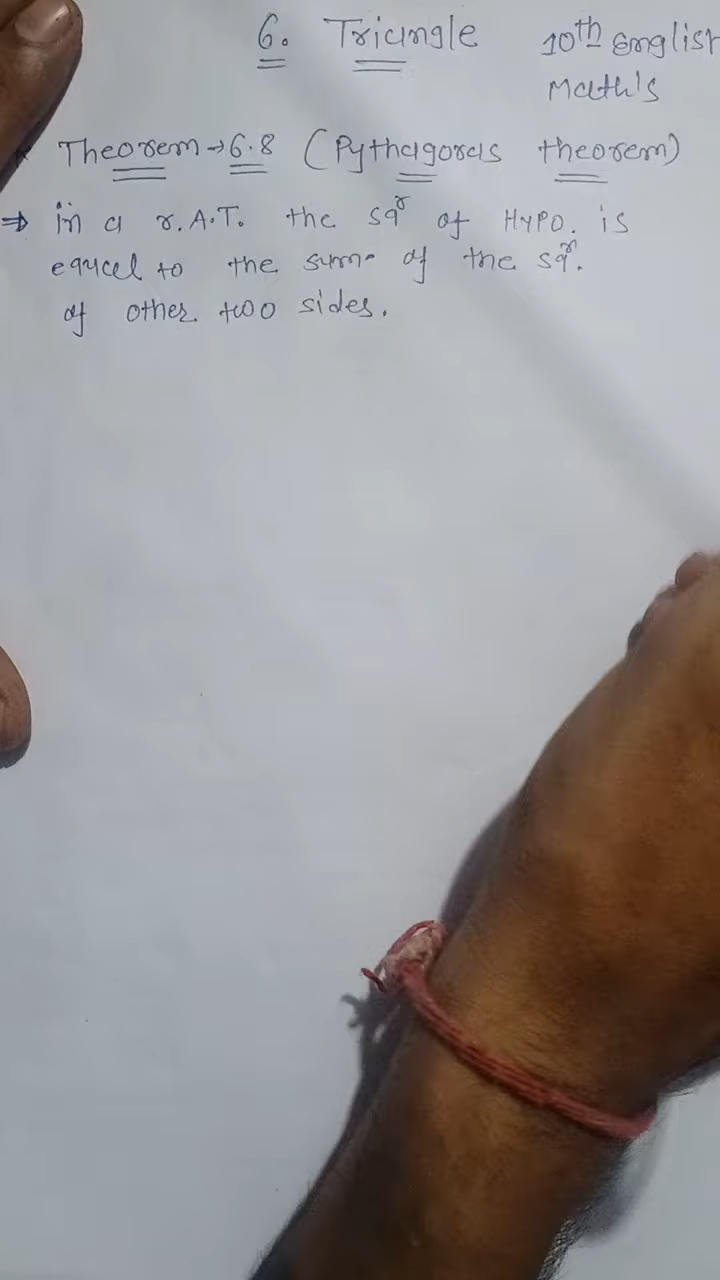 6. Triangle 10th English
Math's
Theorem → 6.8 (Pythagoras theorem)
⇒ in a r.A.T. the sqr of HYPO. is
equal to the sum of the sqr.
of other two sides.